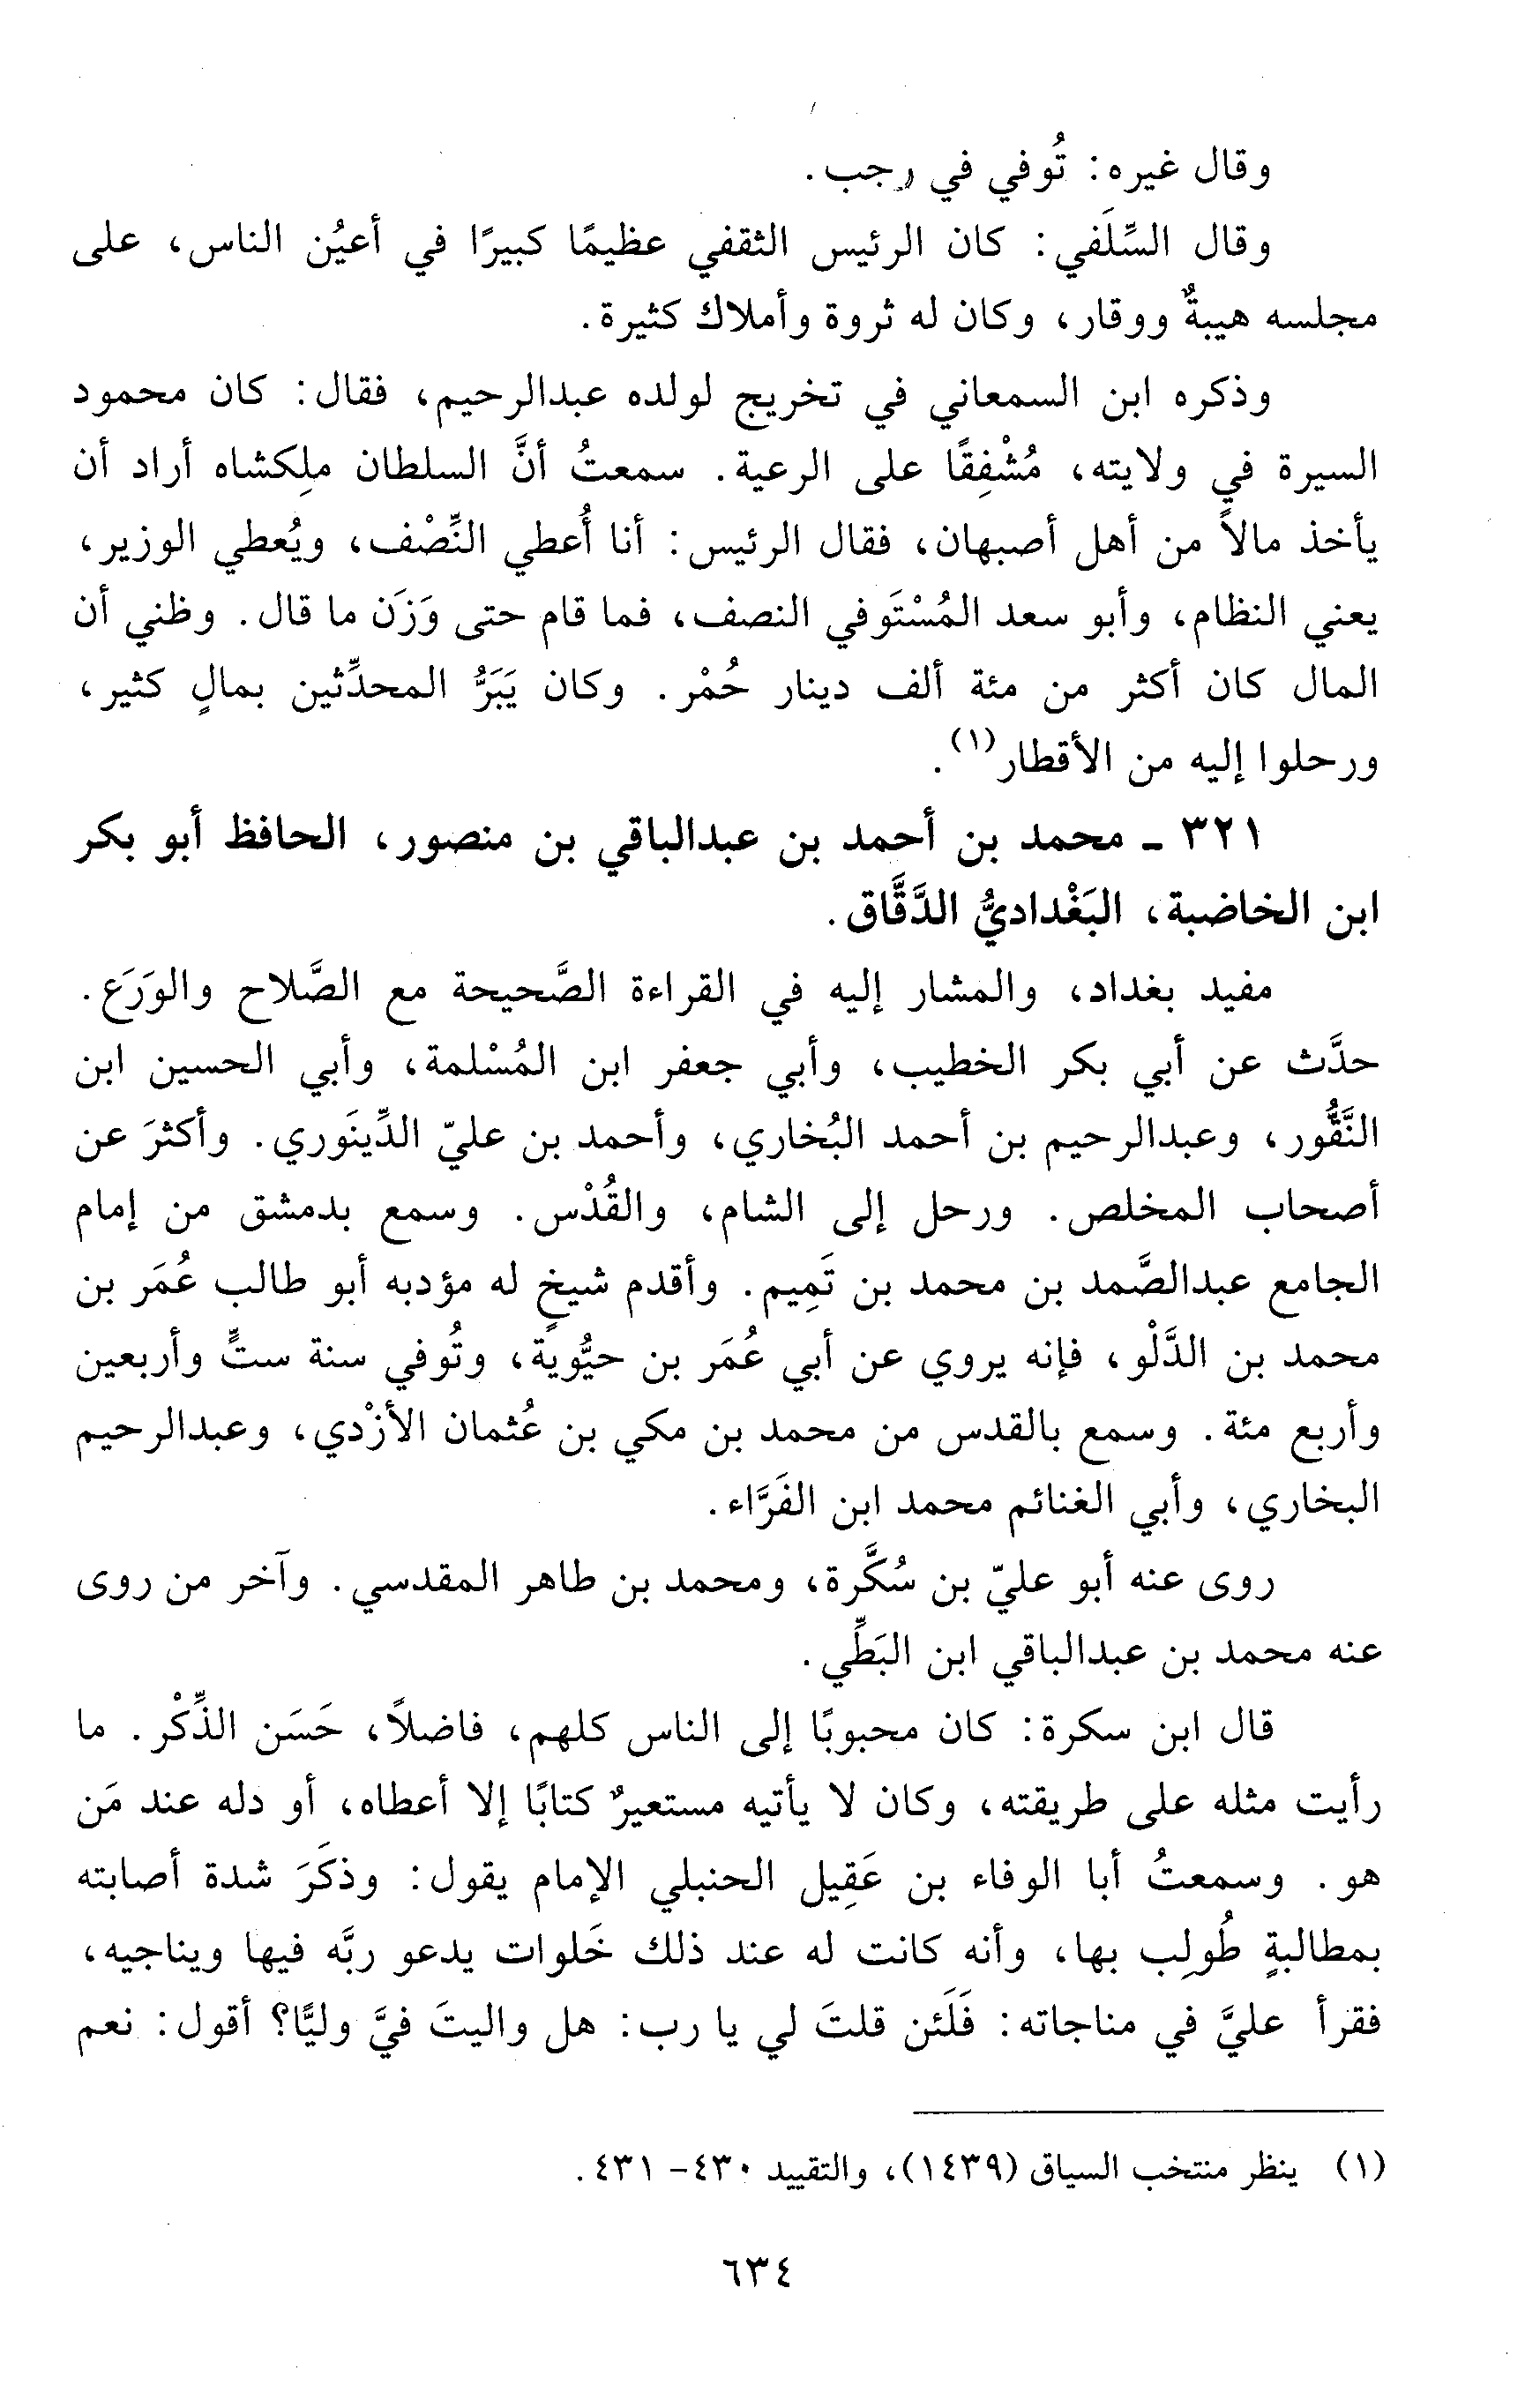 وقال غيره: تُوفي في رجب.
وقال السِّلَفي: كان الرئيس الثقفي عظيمًا كبيرًا في أعيُن الناس، على
مجلسه هيبةٌ ووقار، وكان له ثروة وأملاك كثيرة.
وذكره ابن السمعاني في تخريج لولده عبدالرحيم، فقال: كان محمود
السيرة في ولايته، مُشْفِقًا على الرعية. سمعتُ أنَّ السلطان ملِكشاه أراد أن
يأخذ مالاً من أهل أصبهان، فقال الرئيس: أنا أُعطي النِّصْف، ويُعطي الوزير،
يعني النظام، وأبو سعد المُسْتَوفي النصف، فما قام حتى وَزَن ما قال. وظني أن
المال كان أكثر من مئة ألف دينار حُمْر. وكان يَبَرُّ المحدِّثين بمالٍ كثير،
ورحلوا إليه من الأقطار(١).
٣٢١ - محمد بن أحمد بن عبدالباقي بن منصور، الحافظ أبو بكر
ابن الخاضبة، البَغْداديُّ الدَّقَّاق.
مفيد بغداد، والمشار إليه في القراءة الصَّحيحة مع الصَّلاح والوَرَع.
حدَّث عن أبي بكر الخطيب، وأبي جعفر ابن المُسْلمة، وأبي الحسين ابن
النَّقُّور، وعبدالرحيم بن أحمد البُخاري، وأحمد بن عليّ الدِّينَوري. وأكثرَ عن
أصحاب المخلص. ورحل إلى الشام، والقُدْس. وسمع بدمشق من إمام
الجامع عبدالصَّمد بن محمد بن تَمِيم. وأقدم شيخٍ له مؤدبه أبو طالب عُمَر بن
محمد بن الدَّلْو، فإنه يروي عن أبي عُمَر بن حيُّوية، وتُوفي سنة ستٍّ وأربعين
وأربع مئة. وسمع بالقدس من محمد بن مكي بن عُثمان الأزْدي، وعبدالرحيم
البخاري، وأبي الغنائم محمد ابن الفَرَّاء.
روى عنه أبو عليّ بن سُكَّرة، ومحمد بن طاهر المقدسي. وآخر من روى
عنه محمد بن عبدالباقي ابن البَطِّي.
قال ابن سكرة: كان محبوبًا إلى الناس كلهم، فاضلاً، حَسَن الذِّكْر. ما
رأيت مثله على طريقته، وكان لا يأتيه مستعيرٌ كتابًا إلا أعطاه، أو دله عند مَن
هو. وسمعتُ أبا الوفاء بن عَقِيل الحنبلي الإمام يقول: وذكَرَ شدة أصابته
بمطالبةٍ طُولِب بها، وأنه كانت له عند ذلك خَلوات يدعو ربَّه فيها ويناجيه،
فقرأ عليَّ في مناجاته: فَلَئن قلتَ لي يا رب: هل واليتَ فيَّ وليًّا؟ أقول: نعم
(١) ينظر منتخب السياق (١٤٣٩)، والتقييد ٤٣٠- ٤٣١.
٦٣٤